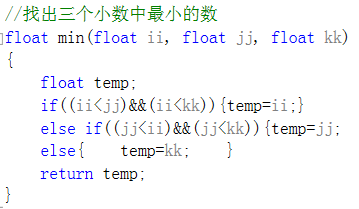 //找出三个小数中最小的数
float min(float ii, float jj, float kk)
{
float temp;
if((ii<jj)&&(ii<kk)){temp=ii;}
else if((jj<ii)&&(jj<kk)){temp=jj;
else{ temp=kk; }
return temp;
}